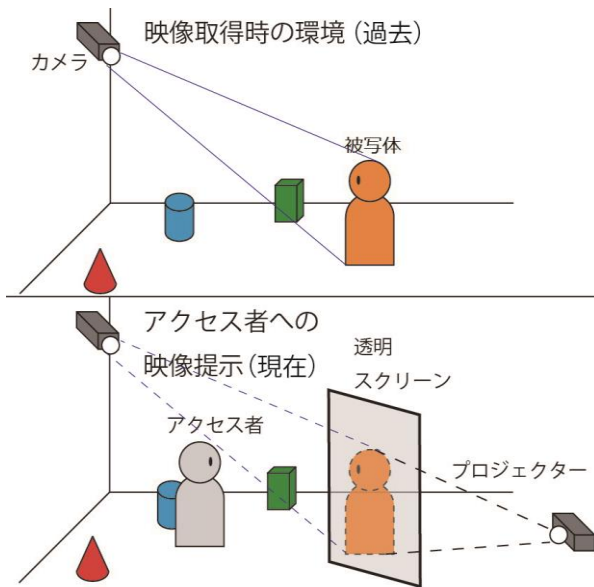 映像取得時の環境（過去）
カメラ
被写体
アクセス者への
映像提示（現在）
透明
スクリーン
アクセス者
プロジェクター